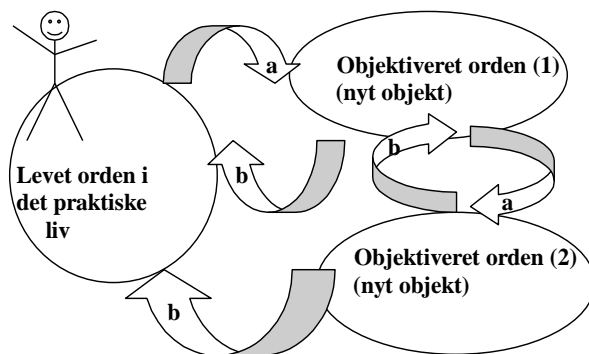 a
Objektiveret orden (1)
(nyt objekt)
b
b
Levet orden i
det praktiske
liv
a
Objektiveret orden (2)
(nyt objekt)
b